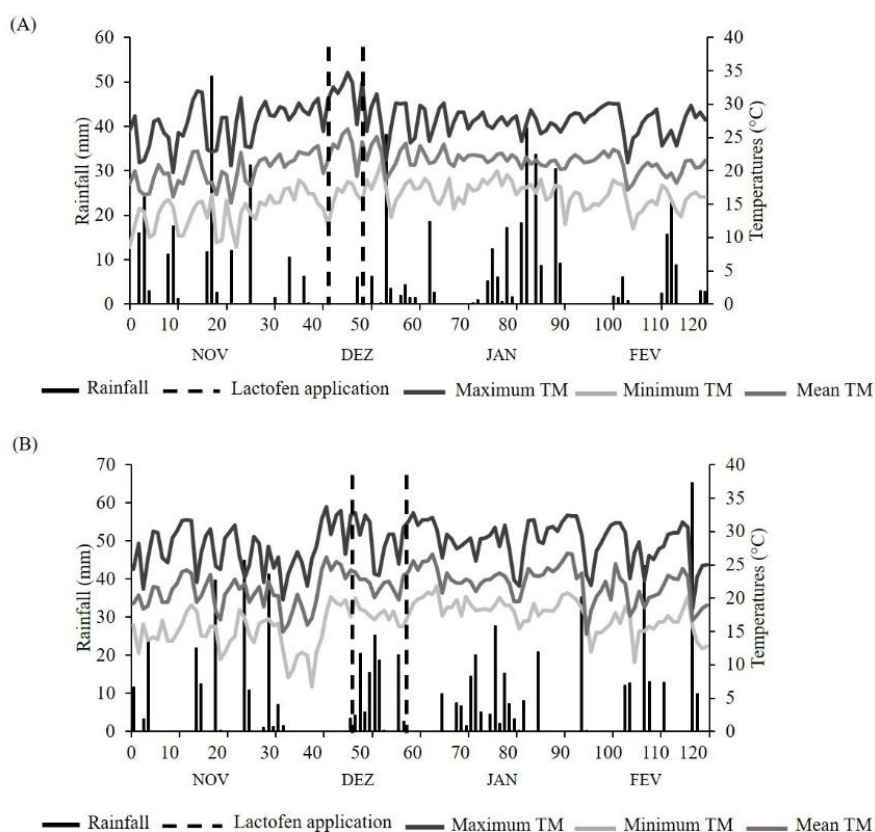 (A)
Rainfall (mm)
60
50
40
30
20
10
0
Temperatures (°C)
40
35
30
25
20
15
10
5
0
0 10 20 30 40 50 60 70 80 90 100 110 120
NOV DEZ JAN FEV
Rainfall Lactofen application Maximum TM Minimum TM Mean TM
(B)
Rainfall (mm)
70
60
50
40
30
20
10
0
Temperatures (°C)
40
35
30
25
20
15
10
5
0
0 10 20 30 40 50 60 70 80 90 100 110 120
NOV DEZ JAN FEV
Rainfall Lactofen application Maximum TM Minimum TM Mean TM